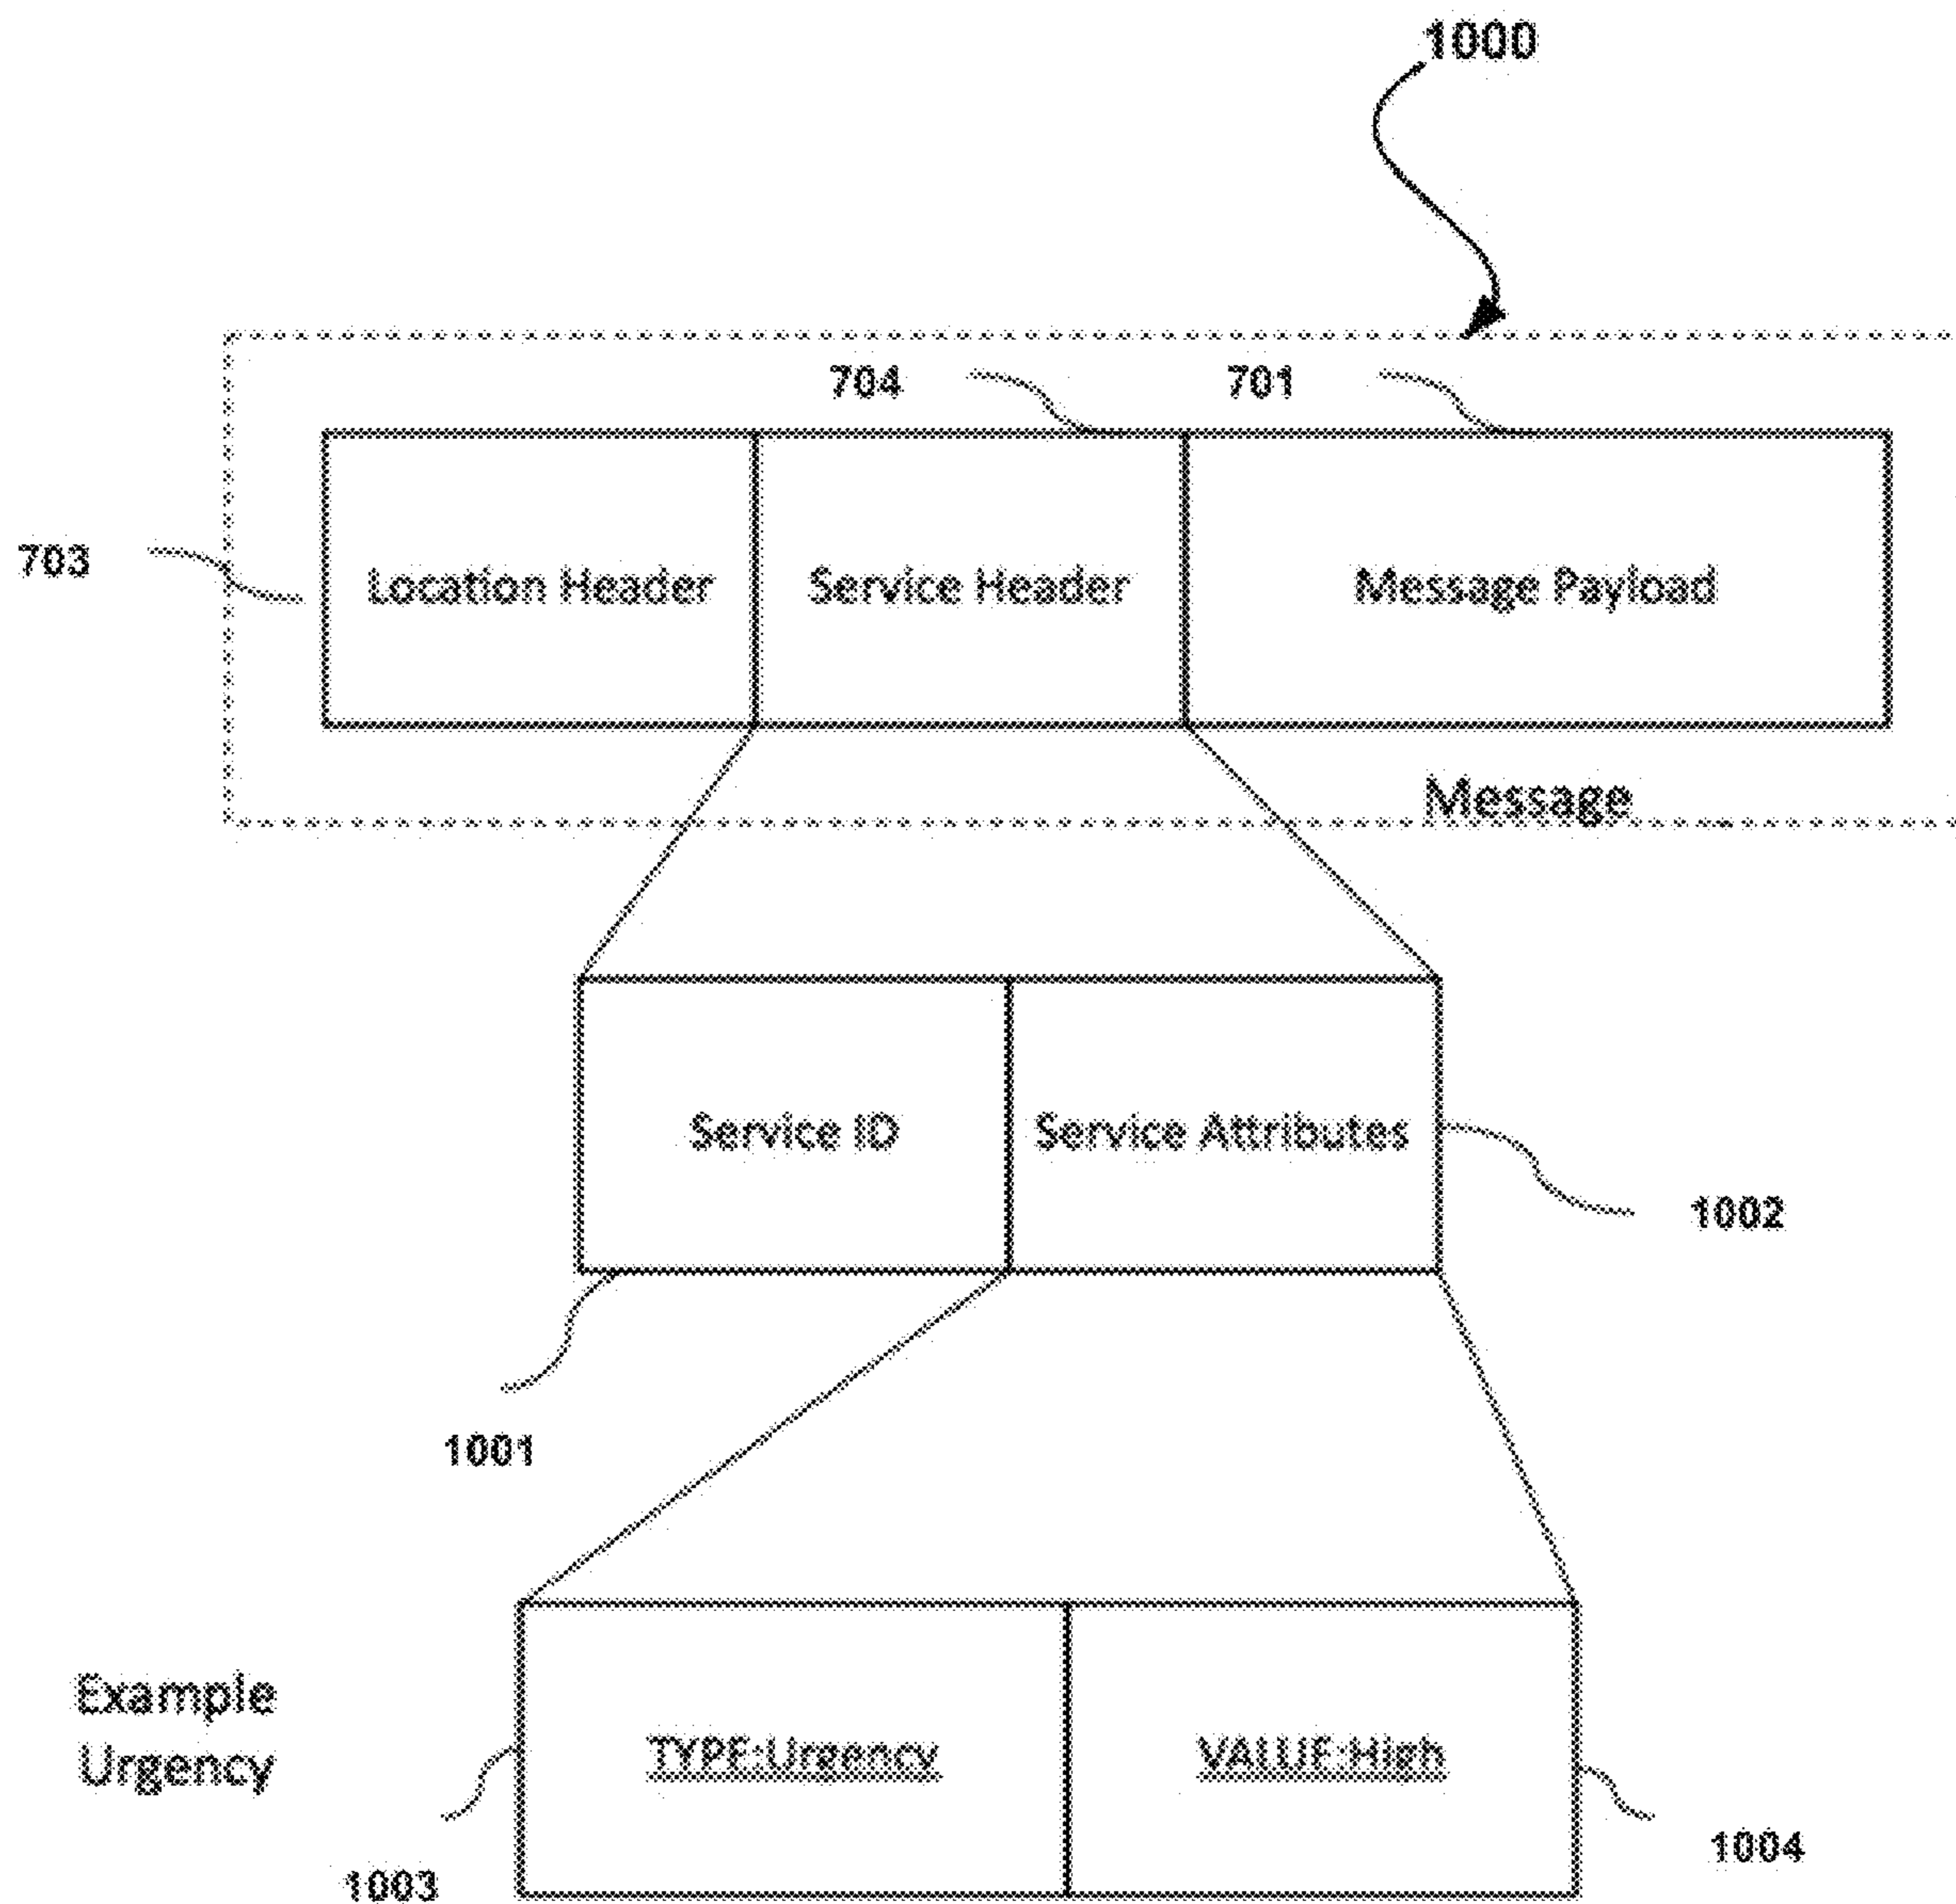 1000
704
701
703
Location Header
Service Header
Message Payload
Message
Service ID
Service Attributes
1002
1001
Example
Urgency
TYPE:Urgency
VALUE:High
1003
1004